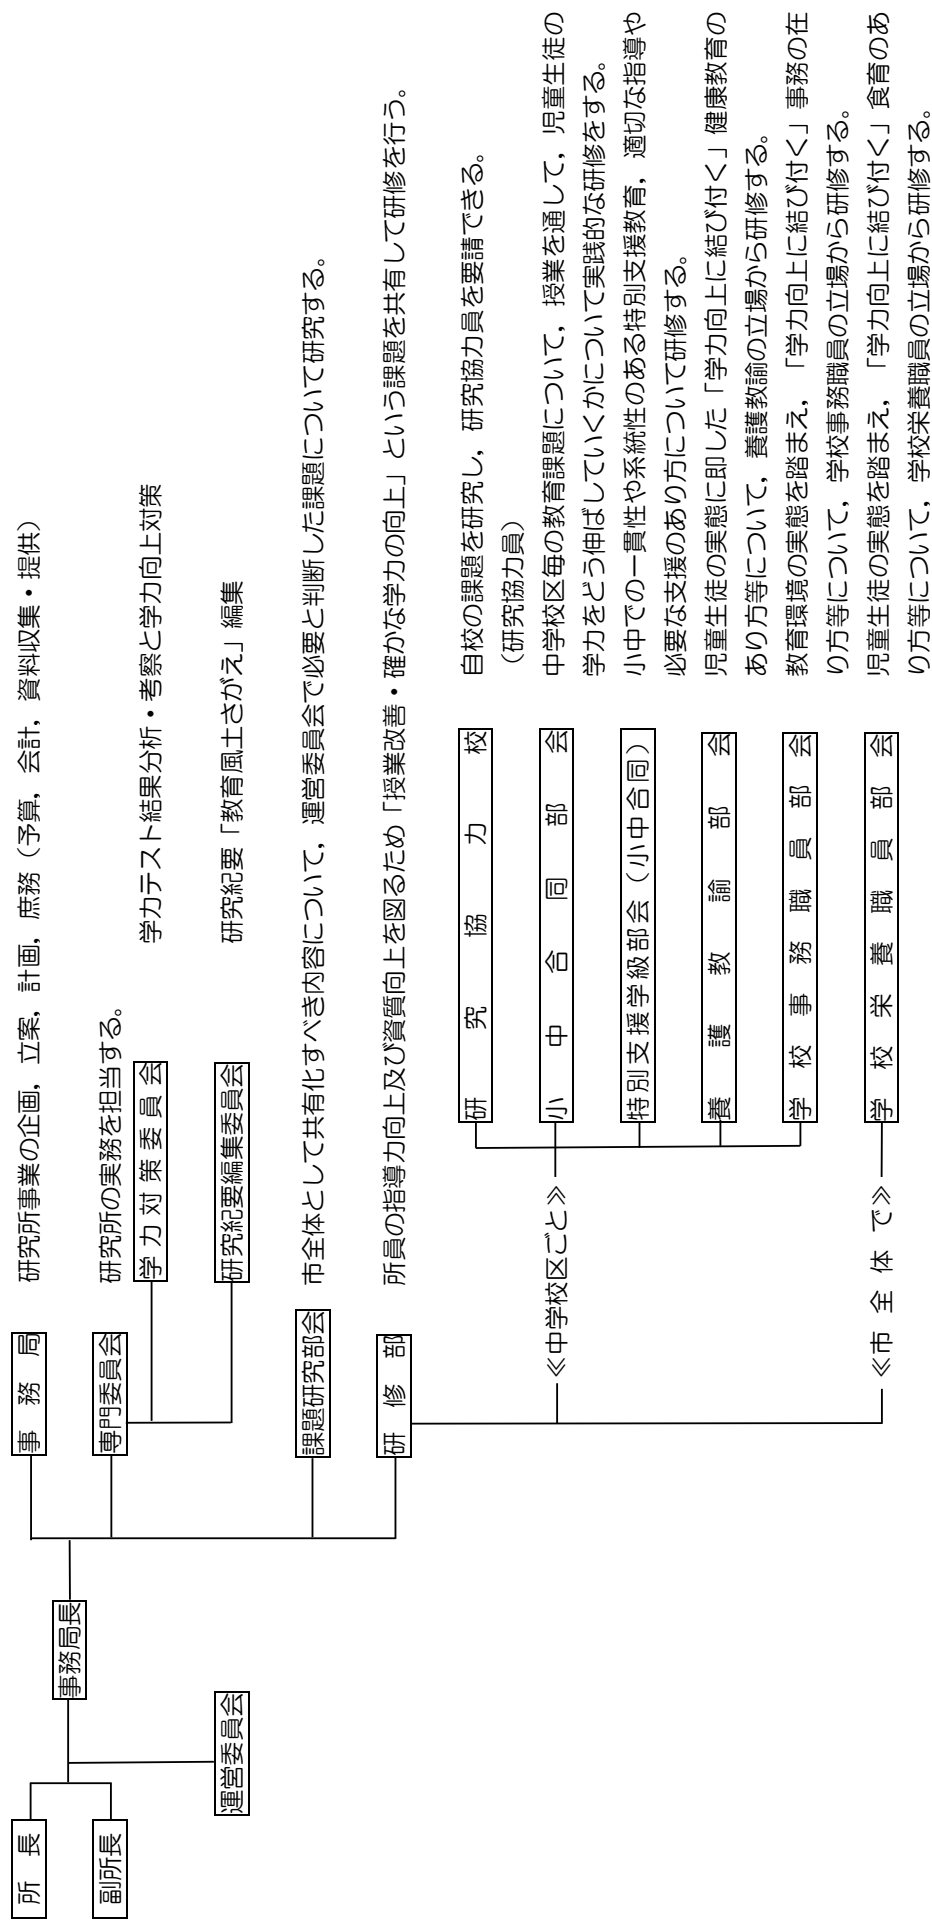 所長
副所長
運営委員会
事務局長
事務局
研究所事業の企画，立案，計画，庶務（予算，会計，資料収集・提供）
専門委員会
研究所の実務を担当する。
学力対策委員会
学力テスト結果分析・考察と学力向上対策
研究紀要編集委員会
研究紀要「教育風土さがえ」編集
課題研究部会
市全体として共有化すべき内容について，運営委員会で必要と判断した課題について研究する。
研修部
所員の指導力向上及び資質向上を図るため「授業改善・確かな学力の向上」という課題を共有して研修を行う。
≪中学校区ごと≫
研究協力校
自校の課題を研究し，研究協力員を要請できる。
（研究協力員）
小中合同部会
中学校区毎の教育課題について，授業を通して，児童生徒の
学力をどう伸ばしていくかについて実践的な研修をする。
特別支援学級部会（小中合同）
小中での一貫性や系統性のある特別支援教育，適切な指導や
必要な支援のあり方について研修する。
養護教諭部会
児童生徒の実態に即した「学力向上に結び付く」健康教育の
あり方等について，養護教諭の立場から研修する。
学校事務職員部会
教育環境の実態を踏まえ，「学力向上に結び付く」事務の在
り方等について，学校事務職員の立場から研修する。
≪市全体で≫
学校栄養職員部会
児童生徒の実態を踏まえ，「学力向上に結び付く」食育のあ
り方等について，学校栄養職員の立場から研修する。